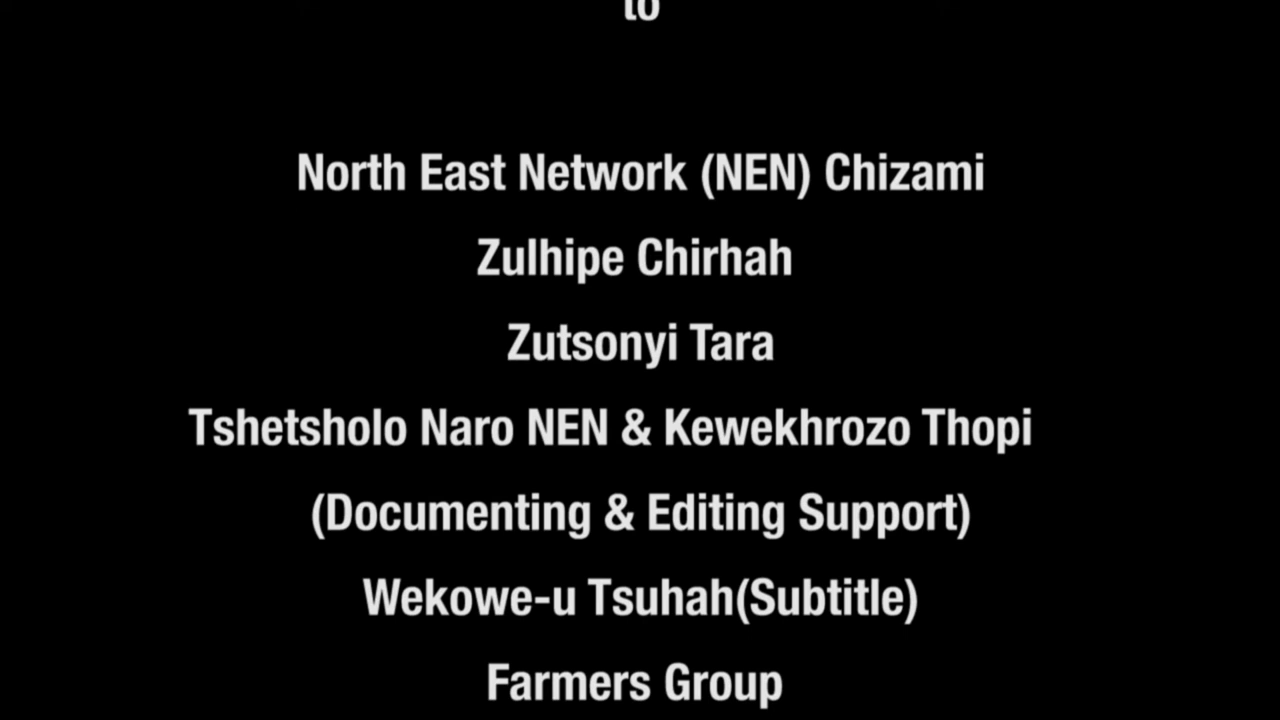 to
North East Network (NEN) Chizami
Zulhipe Chirhah
Zutsonyi Tara
Tshetsholo Naro NEN & Kewekhrozo Thopi
(Documenting & Editing Support)
Wekowe-u Tsuhah(Subtitle)
Farmers Group